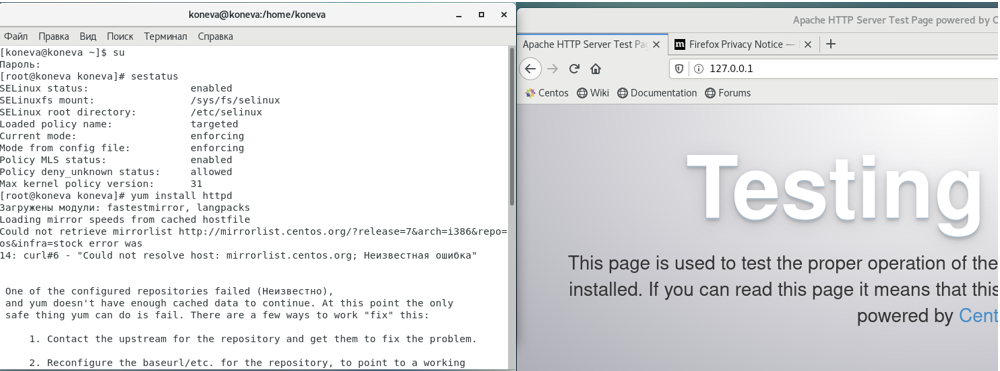 koneva@koneva:/home/koneva
Файл Правка Вид Поиск Терминал Справка
[koneva@koneva ~]$ su
Пароль:
[root@koneva koneva]# sestatus
SELinux status: enabled
SELinuxfs mount: /sys/fs/selinux
SELinux root directory: /etc/selinux
Loaded policy name: targeted
Current mode: enforcing
Mode from config file: enforcing
Policy MLS status: enabled
Policy deny_unknown status: allowed
Max kernel policy version: 31
[root@koneva koneva]# yum install httpd
Загружены модули: fastestmirror, langpacks
Loading mirror speeds from cached hostfile
Could not retrieve mirrorlist http://mirrorlist.centos.org/?release=7&arch=i386&repo=
os&infra=stock error was
14: curl#6 - "Could not resolve host: mirrorlist.centos.org; Неизвестная ошибка"
One of the configured repositories failed (Неизвестно),
and yum doesn't have enough cached data to continue. At this point the only
safe thing yum can do is fail. There are a few ways to work "fix" this:
1. Contact the upstream for the repository and get them to fix the problem.
2. Reconfigure the baseurl/etc. for the repository, to point to a working
Apache HTTP Server Test Page powered by C
Apache HTTP Server Test Pa
Firefox Privacy Notice —
127.0.0.1
Centos Wiki Documentation Forums
Testing
This page is used to test the proper operation of the
installed. If you can read this page it means that this
powered by Cent